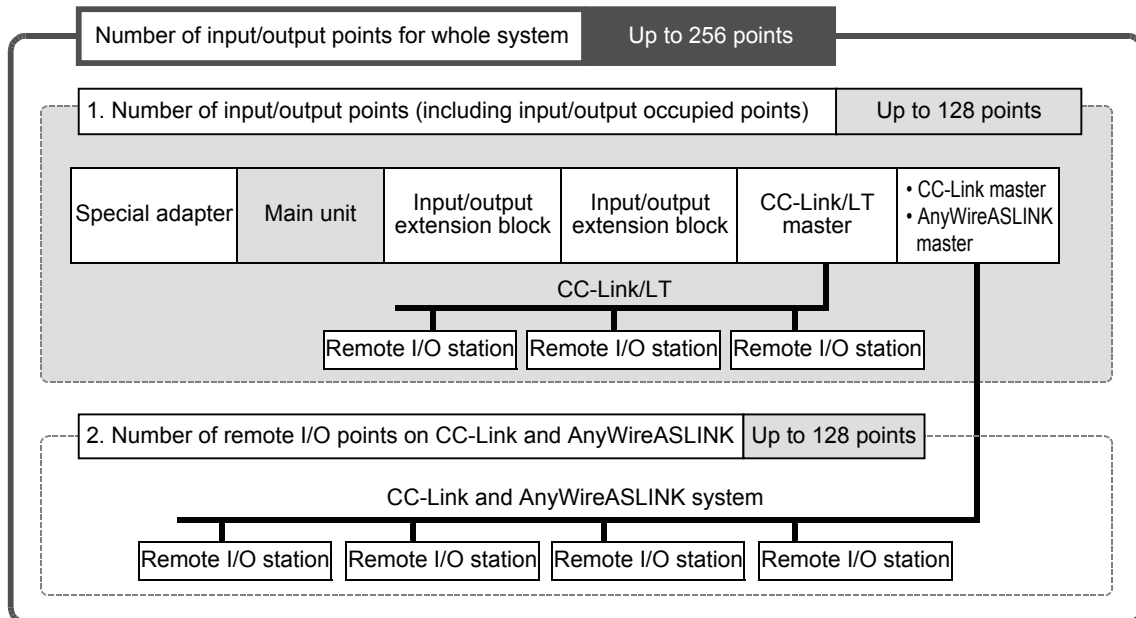 Number of input/output points for whole system
Up to 256 points
1. Number of input/output points (including input/output occupied points)
Up to 128 points
Special adapter
Main unit
Input/output
extension block
Input/output
extension block
CC-Link/LT
master
• CC-Link master
• AnyWireASLINK
master
CC-Link/LT
Remote I/O station
Remote I/O station
Remote I/O station
2. Number of remote I/O points on CC-Link and AnyWireASLINK
Up to 128 points
CC-Link and AnyWireASLINK system
Remote I/O station
Remote I/O station
Remote I/O station
Remote I/O station